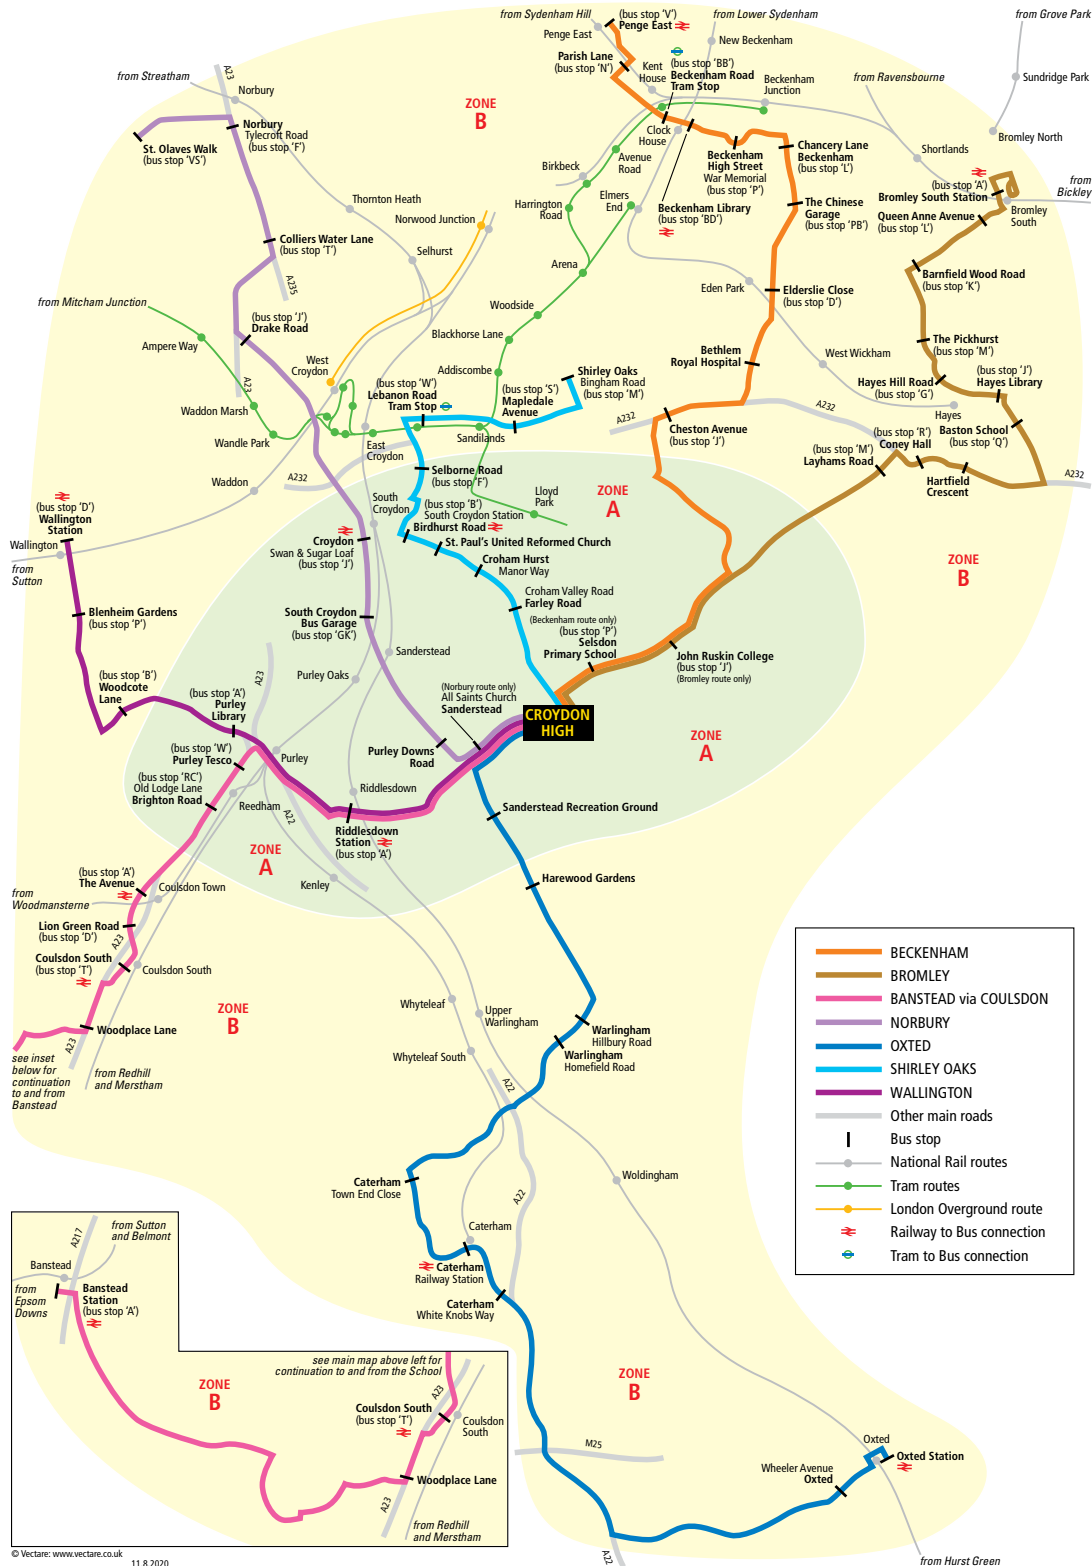 from Sydenham Hill
(bus stop ‘V’)
Penge East
Penge East
from Lower Sydenham
from Grove Park
New Beckenham
Parish Lane
(bus stop ‘N’)
Kent
House
(bus stop ‘BB’)
Beckenham Road
Tram Stop
Beckenham
Junction
from Ravensbourne
Sundridge Park
from Streatham
A23
Norbury
ZONE
B
Norbury
Tylecroft Road
(bus stop ‘F’)
St. Olaves Walk
(bus stop ‘VS’)
Clock
House
Avenue
Road
Birkbeck
Beckenham
High Street
War Memorial
(bus stop ‘P’)
Chancery Lane
Beckenham
(bus stop ‘L’)
Bromley North
Shortlands
(bus stop ‘A’)
Bromley South Station
from
Bickley
Bromley
South
Thornton Heath
Norwood Junction
Harrington
Road
Elmers
End
Beckenham Library
(bus stop ‘BD’)
The Chinese
Garage
(bus stop ‘PB’)
Queen Anne Avenue
(bus stop ‘L’)
Colliers Water Lane
(bus stop ‘T’)
Selhurst
Arena
A235
Eden Park
Elderslie Close
(bus stop ‘D’)
Barnfield Wood Road
(bus stop ‘K’)
from Mitcham Junction
(bus stop ‘J’)
Drake Road
Woodside
Ampere Way
Blackhorse Lane
Bethlem
Royal Hospital
West Wickham
The Pickhurst
(bus stop ‘M’)
West
Croydon
A23
Addiscombe
(bus stop ‘W’)
Lebanon Road
Tram Stop
(bus stop ‘S’)
Mapledale
Avenue
Shirley Oaks
Bingham Road
(bus stop ‘M’)
Hayes Hill Road
(bus stop ‘G’)
(bus stop ‘J’)
Hayes Library
Hayes
Waddon Marsh
Wandle Park
A232
A232
Cheston Avenue
(bus stop ‘J’)
(bus stop ‘R’)
Coney Hall
Baston School
(bus stop ‘Q’)
East
Croydon
Sandilands
(bus stop ‘M’)
Layhams Road
Hartfield
Crescent
A232
Waddon
A232
Selborne Road
(bus stop ‘F’)
ZONE
A
Lloyd
Park
(bus stop ‘D’)
Wallington
Station
Wallington
from
Sutton
South
Croydon
(bus stop ‘B’)
South Croydon Station
Birdhurst Road
St. Paul’s United Reformed Church
Croydon
Swan & Sugar Loaf
(bus stop ‘J’)
Croham Hurst
Manor Way
ZONE
B
Croham Valley Road
Farley Road
Blenheim Gardens
(bus stop ‘P’)
South Croydon
Bus Garage
(bus stop ‘GK’)
(Beckenham route only)
(bus stop ‘P’)
Selsdon
Primary School
Sanderstead
John Ruskin College
(bus stop ‘J’)
(Bromley route only)
Purley Oaks
A23
(bus stop ‘B’)
Woodcote
Lane
(bus stop ‘A’)
Purley
Library
(Norbury route only)
All Saints Church
Sanderstead
CROYDON
HIGH
ZONE
A
(bus stop ‘W’)
Purley Tesco
Purley
Purley Downs
Road
(bus stop ‘RC’)
Old Lodge Lane
Brighton Road
Reedham
A22
Riddlesdown
Sanderstead Recreation Ground
Riddlesdown
Station
(bus stop ‘A’)
ZONE
A
(bus stop ‘A’)
The Avenue
from
Woodmansterne
Coulsdon Town
Kenley
Harewood Gardens
Lion Green Road
(bus stop ‘D’)
A23
Coulsdon South
(bus stop ‘T’)
Coulsdon South
BECKENHAM
BROMLEY
BANSTEAD via COULSDON
NORBURY
OXTED
SHIRLEY OAKS
WALLINGTON
Other main roads
Bus stop
National Rail routes
Tram routes
London Overground route
Railway to Bus connection
Tram to Bus connection
ZONE
B
Whyteleaf
Upper
Warlingham
Woodplace Lane
A23
Warlingham
Hillbury Road
Warlingham
Homefield Road
see inset
below for
continuation
to and from
Banstead
from Redhill
and Merstham
Whyteleaf South
A22
Caterham
Town End Close
A22
Woldingham
Caterham
Caterham
Railway Station
Caterham
White Knobs Way
A217
from Sutton
and Belmont
Banstead
from
Epsom
Downs
Banstead
Station
(bus stop ‘A’)
see main map above left for
continuation to and from the School
ZONE
B
A23
Coulsdon South
(bus stop ‘T’)
Coulsdon
South
Woodplace Lane
A23
from Redhill
and Merstham
ZONE
B
M25
Oxted
Oxted Station
Wheeler Avenue
Oxted
A22
from Hurst Green
© Vectare: www.vectare.co.uk
11.8.2020